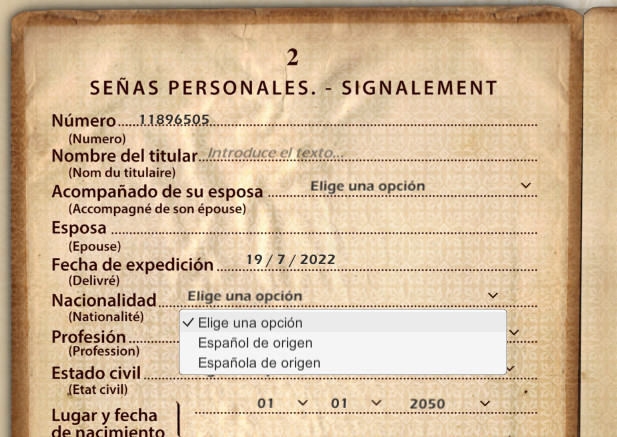 2
SEÑAS PERSONALES. - SIGNALEMENT
Número 11896505
(Numero)
Nombre del titular Introduce el texto...
(Nom du titulaire)
Acompañado de su esposa Elige una opción
(Accompagné de son épouse)
Esposa
(Epouse)
Fecha de expedición 19 / 7 / 2022
(Delivré)
Nacionalidad Elige una opción
(Nationalité)
✓ Elige una opción
Español de origen
Española de origen
Profesión
(Profession)
Estado civil
(Etat civil)
01 01 2050
Lugar y fecha
de nacimiento